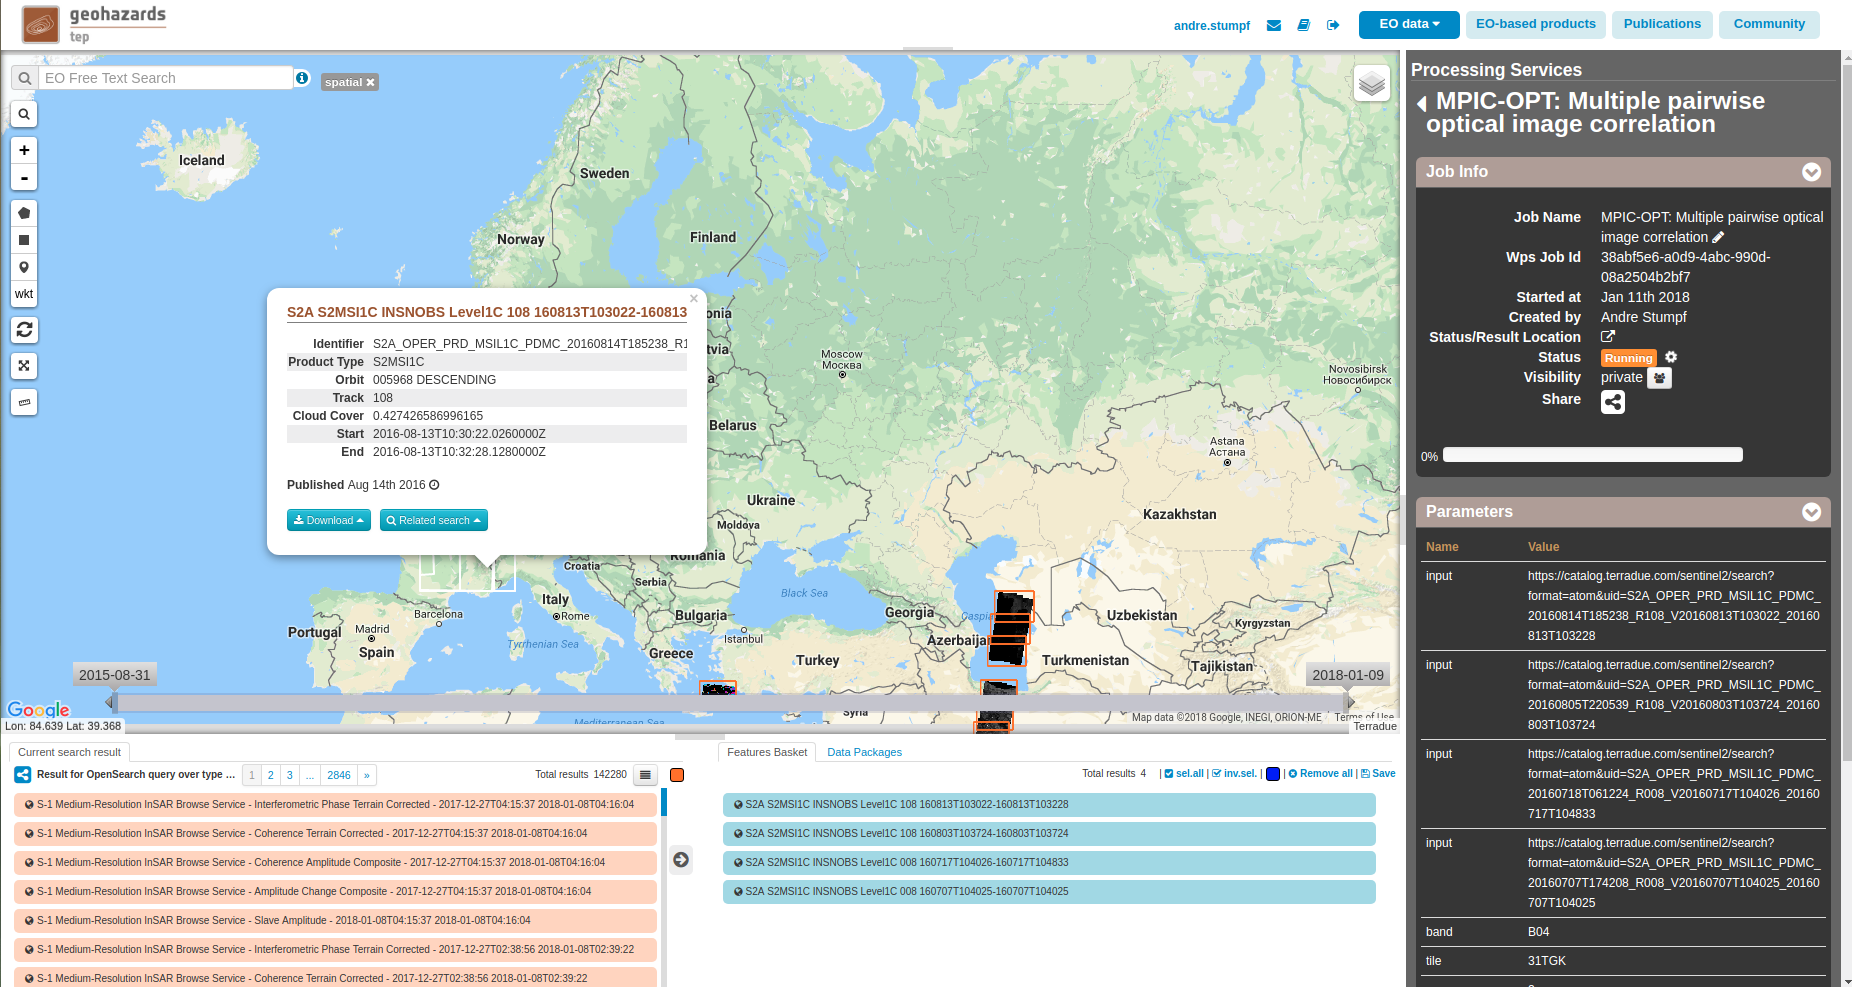 geohazards
tep
andre.stumpf
EO data
EO-based products
Publications
Community
EO Free Text Search
spatial
+
-
wkt
Iceland
Sweden
Norway
Finland
onia
tvia
a
Moscow
Москва
Novosibirsk
Новосибирск
Belarus
Astana
Астана
Ukraine
Moldova
Kazakhstan
Romania
Croatia
Serbia
Black Sea
Italy
Rome
Barcelona
Bulgaria
Georgia
Caspia
Uzbekistan
Kyrgyzstan
Portugal
Madrid
Spain
Tyrrhenian Sea
Istanbul
Azerbaija
Greece
Turkey
Turkmenistan
Tajikistan
Mediterranean Sea
Syria
S2A S2MSI1C INSNOBS Level1C 108 160813T103022-160813
×
Identifier S2A_OPER_PRD_MSIL1C_PDMC_20160814T185238_R1
Product Type S2MSI1C
Orbit 005968 DESCENDING
Track 108
Cloud Cover 0.427426586996165
Start 2016-08-13T10:30:22.0260000Z
End 2016-08-13T10:32:28.1280000Z
Published Aug 14th 2016
Download
Related search
2015-08-31
2018-01-09
Google
Lon: 84.639 Lat: 39.368
Map data ©2018 Google, INEGI, ORION-ME
Terms of Use
Terradue
Current search result
Result for OpenSearch query over type ...
1 2 3 ... 2846 »
Total results 142280
S-1 Medium-Resolution InSAR Browse Service - Interferometric Phase Terrain Corrected - 2017-12-27T04:15:37 2018-01-08T04:16:04
S-1 Medium-Resolution InSAR Browse Service - Coherence Terrain Corrected - 2017-12-27T04:15:37 2018-01-08T04:16:04
S-1 Medium-Resolution InSAR Browse Service - Coherence Amplitude Composite - 2017-12-27T04:15:37 2018-01-08T04:16:04
S-1 Medium-Resolution InSAR Browse Service - Amplitude Change Composite - 2017-12-27T04:15:37 2018-01-08T04:16:04
S-1 Medium-Resolution InSAR Browse Service - Slave Amplitude - 2018-01-08T04:15:37 2018-01-08T04:16:04
S-1 Medium-Resolution InSAR Browse Service - Interferometric Phase Terrain Corrected - 2017-12-27T02:38:56 2018-01-08T02:39:22
S-1 Medium-Resolution InSAR Browse Service - Coherence Terrain Corrected - 2017-12-27T02:38:56 2018-01-08T02:39:22
Features Basket
Data Packages
Total results 4 | sel.all | inv.sel. | | Remove all | Save
S2A S2MSI1C INSNOBS Level1C 108 160813T103022-160813T103228
S2A S2MSI1C INSNOBS Level1C 108 160803T103724-160803T103724
S2A S2MSI1C INSNOBS Level1C 008 160717T104026-160717T104833
S2A S2MSI1C INSNOBS Level1C 008 160707T104025-160707T104025
Processing Services
MPIC-OPT: Multiple pairwise
optical image correlation
Job Info
Job Name MPIC-OPT: Multiple pairwise optical
image correlation
Wps Job Id 38abf5e6-a0d9-4abc-990d-
08a2504b2bf7
Started at Jan 11th 2018
Created by Andre Stumpf
Status/Result Location
Status Running
Visibility private
Share
0%
Parameters
Name Value
input https://catalog.terradue.com/sentinel2/search?
format=atom&uid=S2A_OPER_PRD_MSIL1C_PDMC_
20160814T185238_R108_V20160813T103022_20160
813T103228
input https://catalog.terradue.com/sentinel2/search?
format=atom&uid=S2A_OPER_PRD_MSIL1C_PDMC_
20160805T220539_R108_V20160803T103724_20160
803T103724
input https://catalog.terradue.com/sentinel2/search?
format=atom&uid=S2A_OPER_PRD_MSIL1C_PDMC_
20160718T061224_R008_V20160717T104026_20160
717T104833
input https://catalog.terradue.com/sentinel2/search?
format=atom&uid=S2A_OPER_PRD_MSIL1C_PDMC_
20160707T174208_R008_V20160707T104025_20160
707T104025
band B04
tile 31TGK